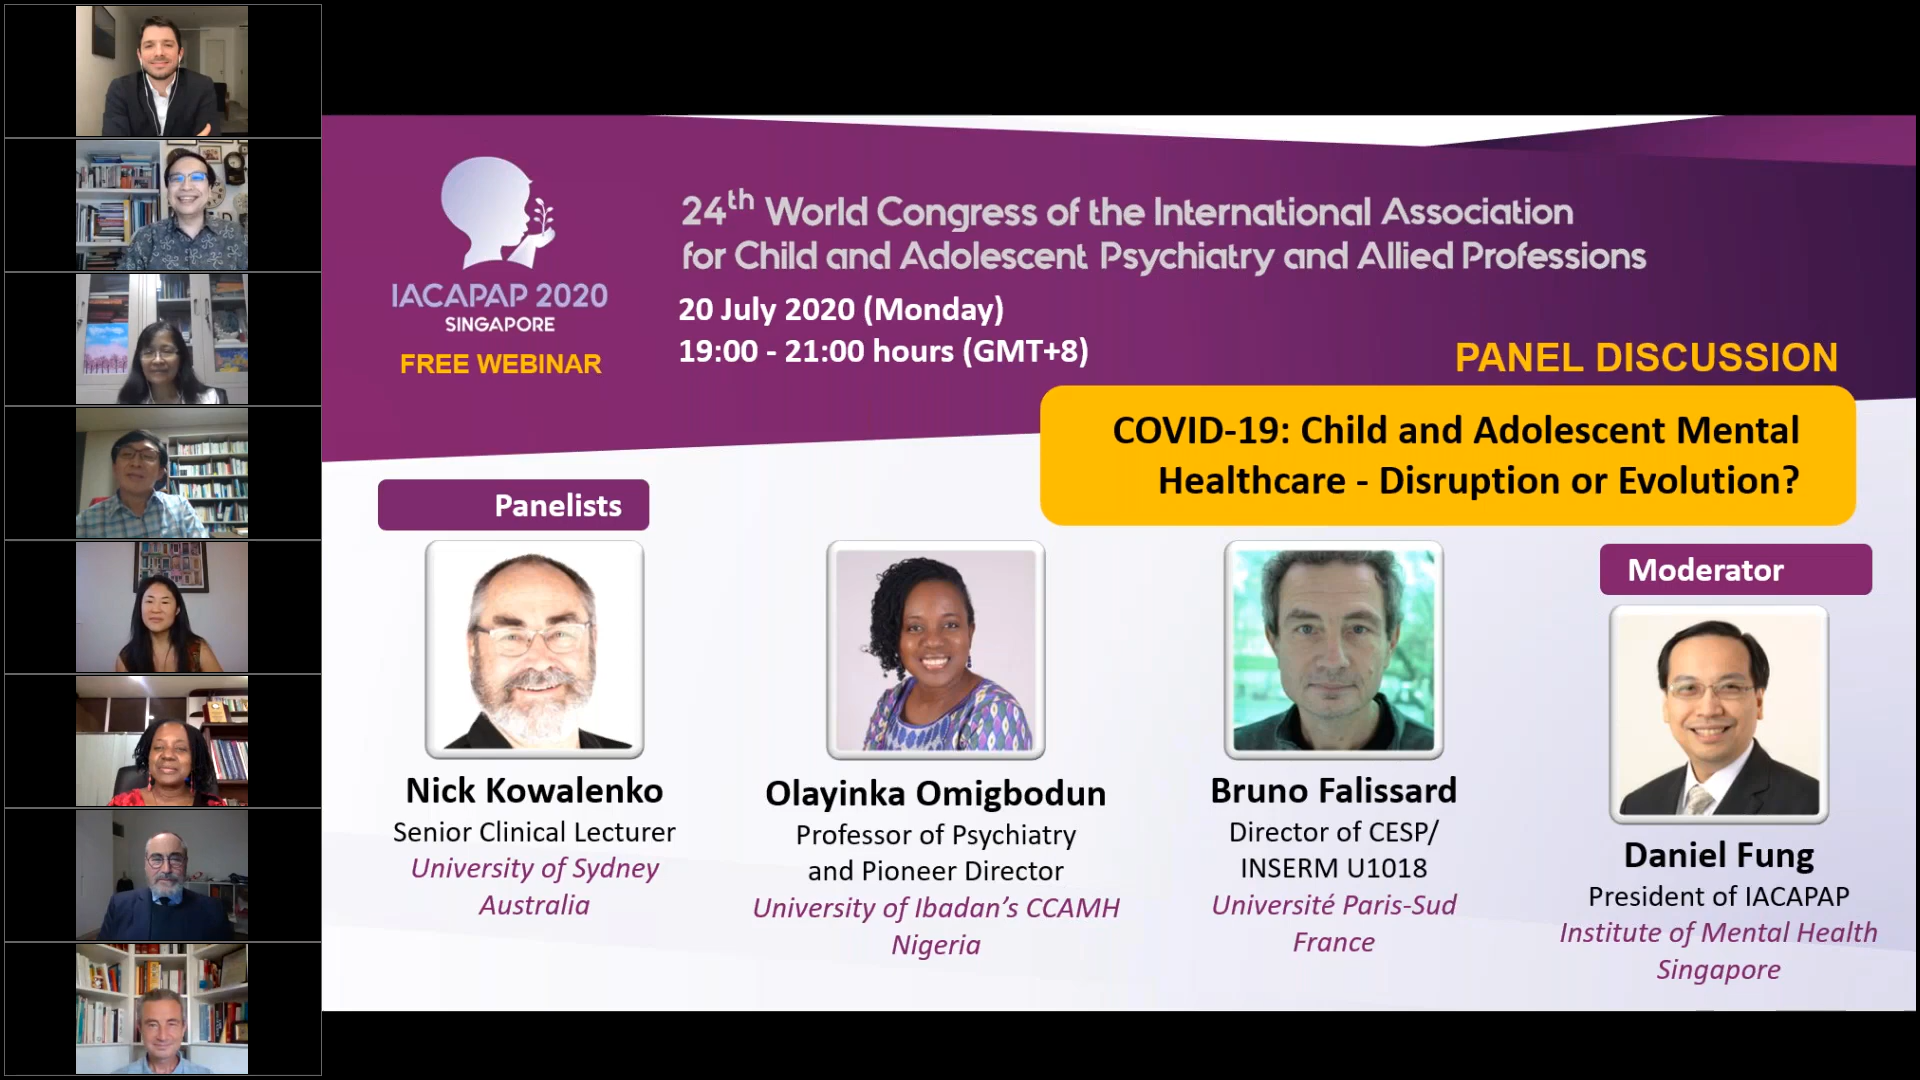 IACAPAP 2020
SINGAPORE
FREE WEBINAR
24th World Congress of the International Association
for Child and Adolescent Psychiatry and Allied Professions
20 July 2020 (Monday)
19:00 - 21:00 hours (GMT+8)
PANEL DISCUSSION
COVID-19: Child and Adolescent Mental
Healthcare - Disruption or Evolution?
Panelists
Nick Kowalenko
Senior Clinical Lecturer
University of Sydney
Australia
Olayinka Omigbodun
Professor of Psychiatry
and Pioneer Director
University of Ibadan’s CCAMH
Nigeria
Bruno Falissard
Director of CESP/
INSERM U1018
Université Paris-Sud
France
Moderator
Daniel Fung
President of IACAPAP
Institute of Mental Health
Singapore